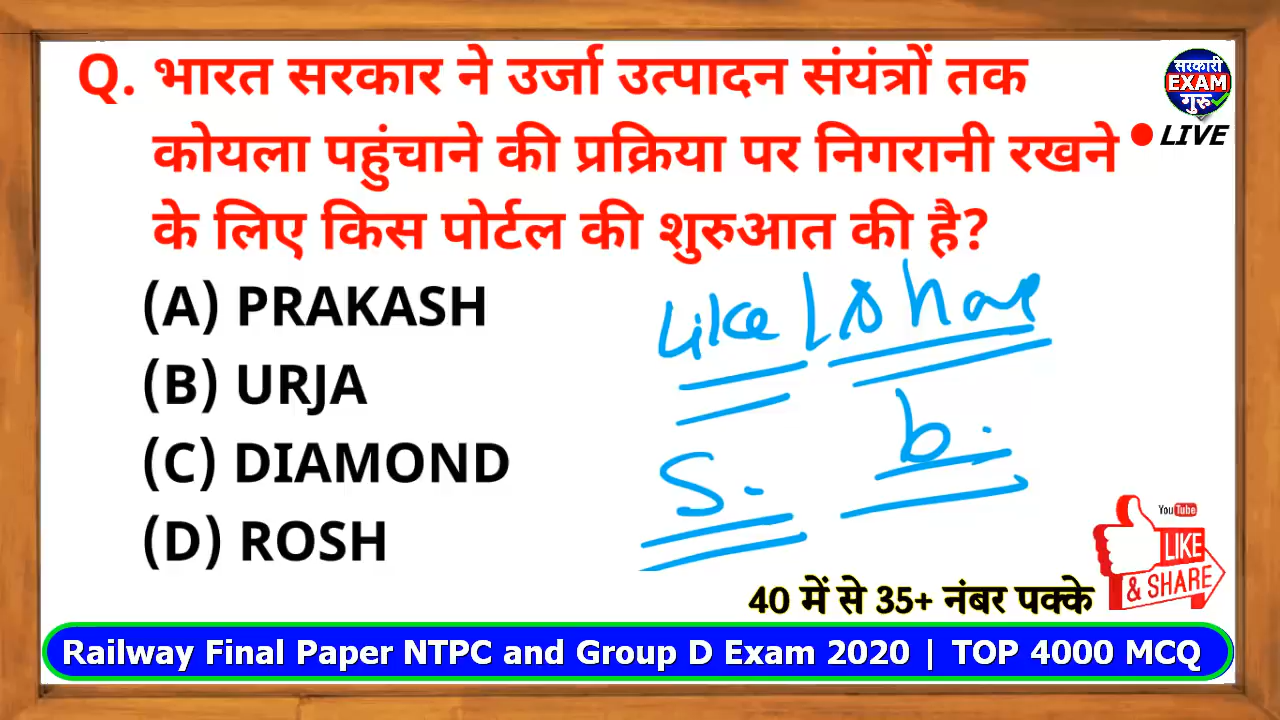 Q. भारत सरकार ने उर्जा उत्पादन संयंत्रों तक
कोयला पहुंचाने की प्रक्रिया पर निगरानी रखने
के लिए किस पोर्टल की शुरुआत की है?
सरकारी
EXAM
गुरु
LIVE
(A) PRAKASH
(B) URJA
(C) DIAMOND
(D) ROSH
Like | Share
S. b.
YouTube
LIKE
& SHARE
40 में से 35+ नंबर पक्के
Railway Final Paper NTPC and Group D Exam 2020 | TOP 4000 MCQ